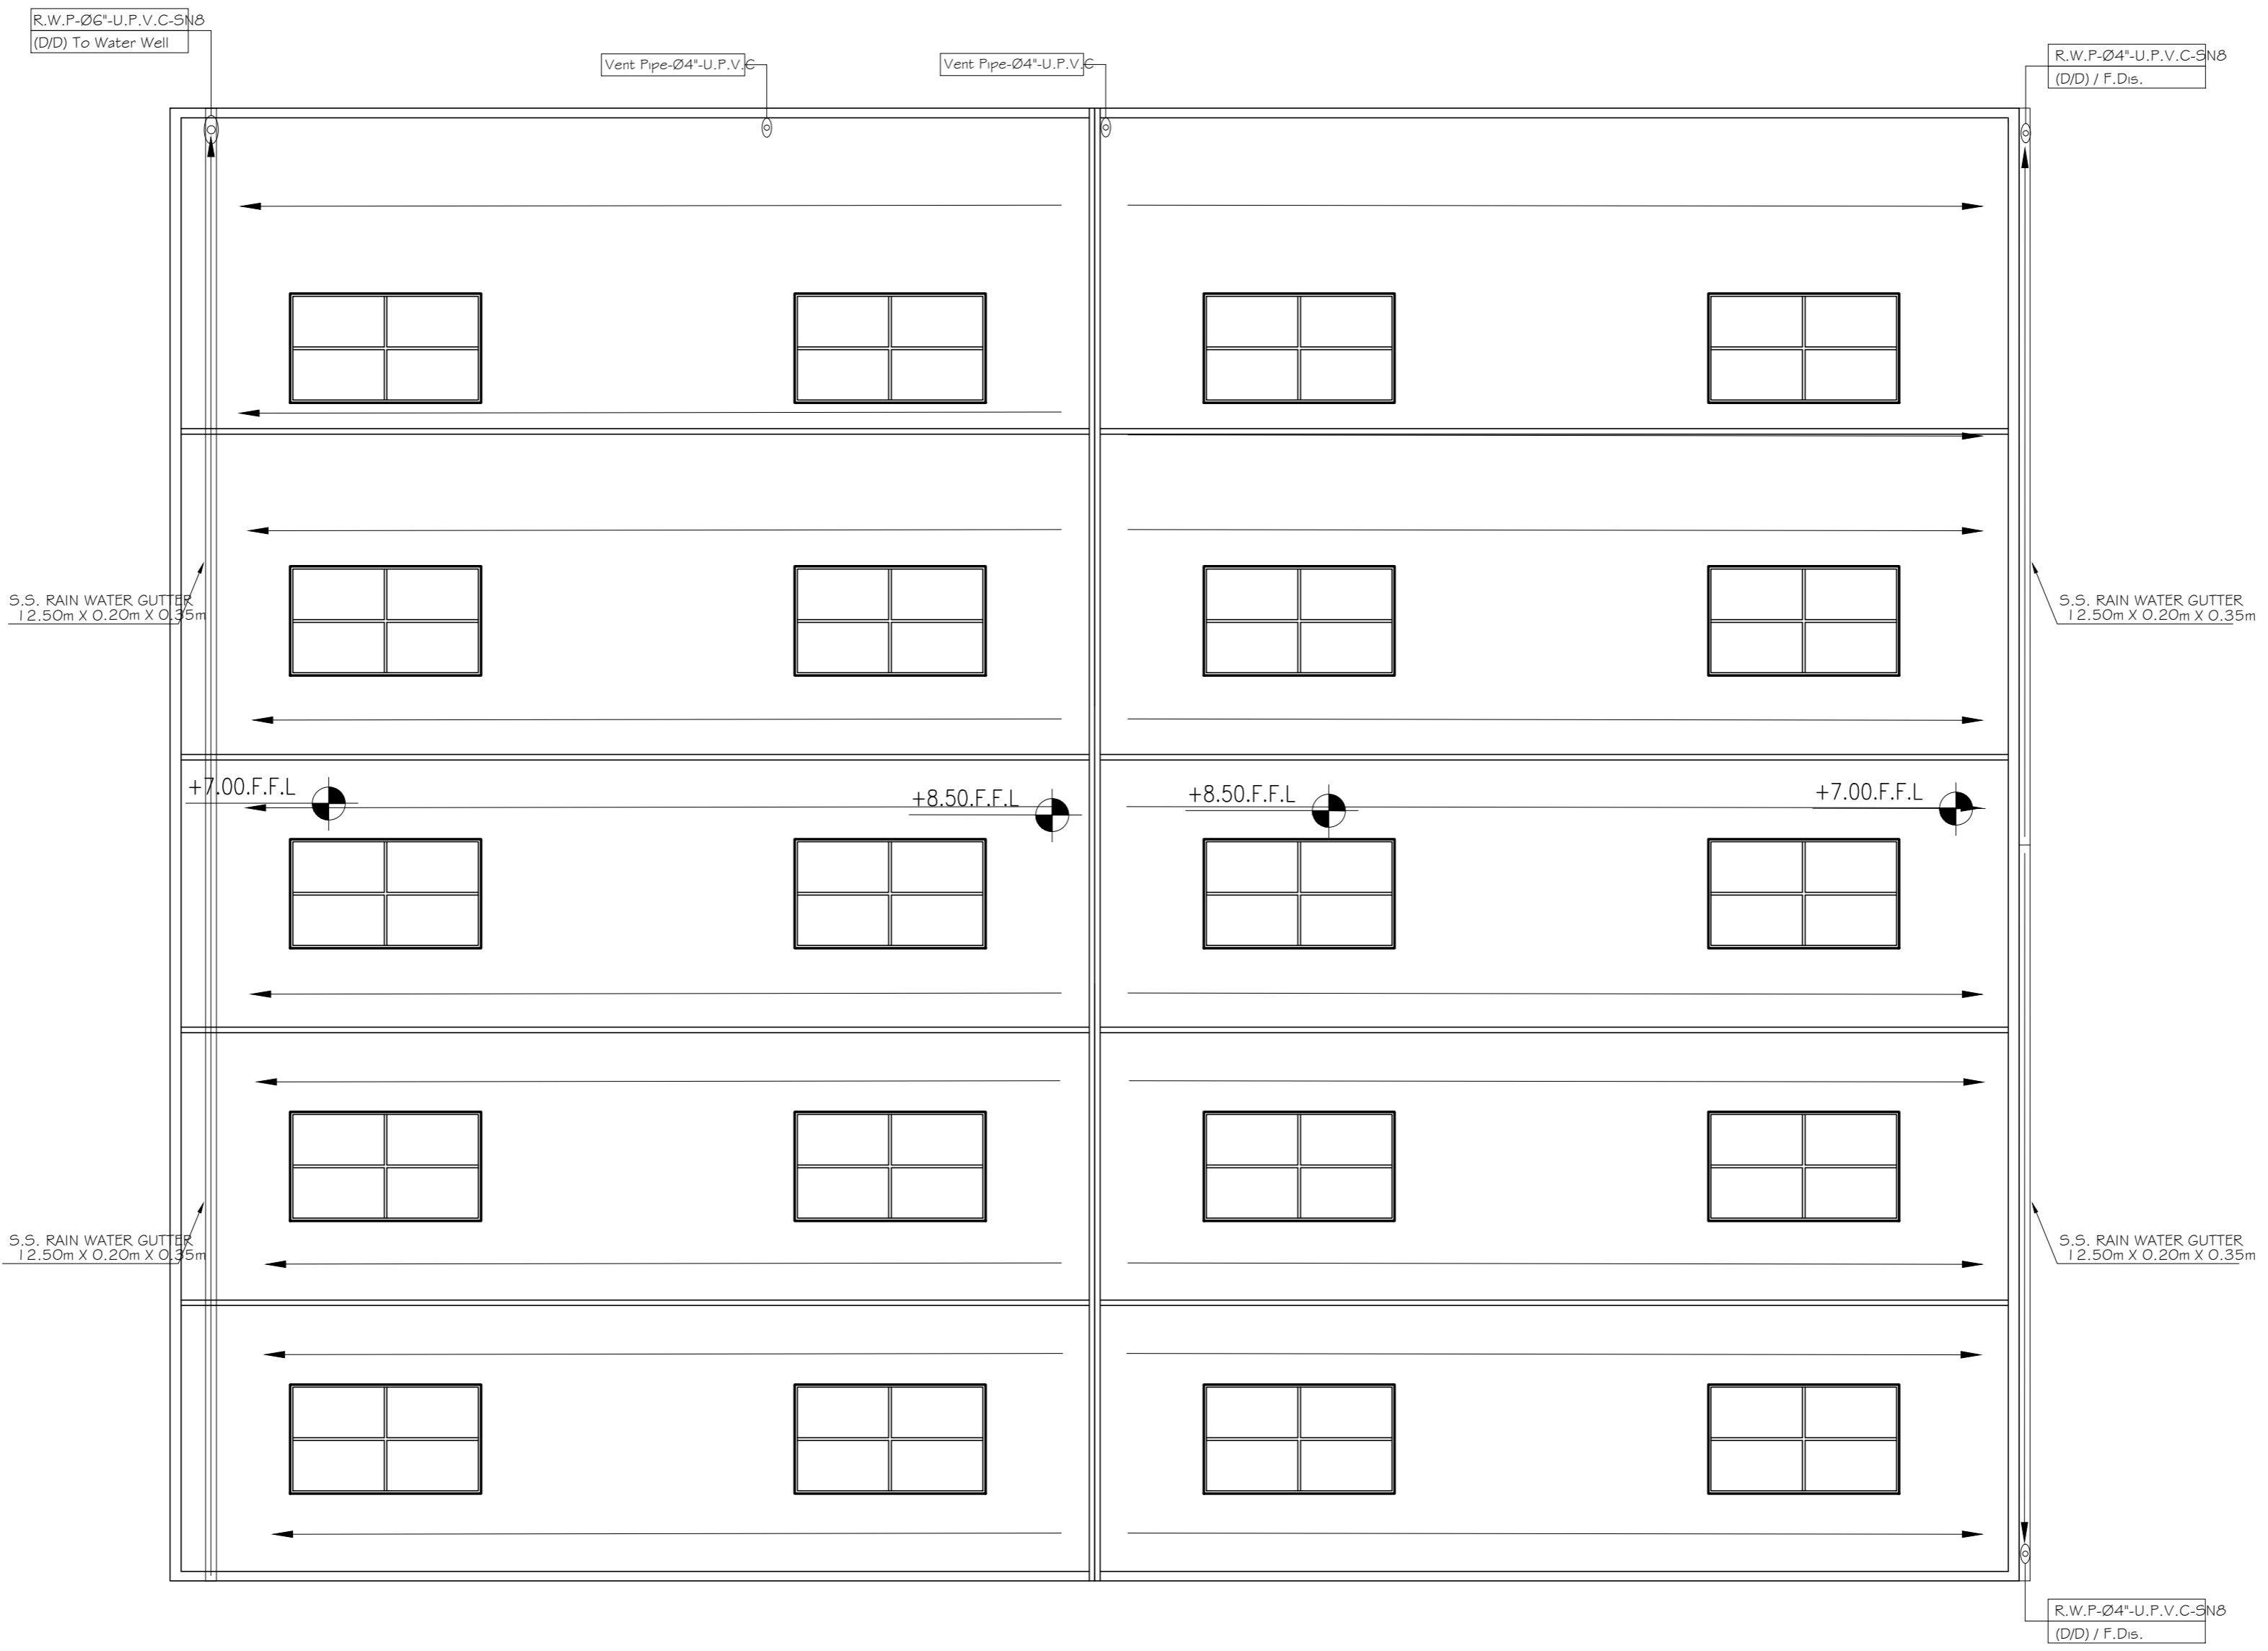 R.W.P-Ø6"-U.P.V.C-SN8
(D/D) To Water Well
Vent Pipe-Ø4"-U.P.V.C
Vent Pipe-Ø4"-U.P.V.C
R.W.P-Ø4"-U.P.V.C-SN8
(D/D) / F.Dis.
S.S. RAIN WATER GUTTER
12.50m X 0.20m X 0.35m
S.S. RAIN WATER GUTTER
12.50m X 0.20m X 0.35m
+7.00.F.F.L
+8.50.F.F.L
+8.50.F.F.L
+7.00.F.F.L
S.S. RAIN WATER GUTTER
12.50m X 0.20m X 0.35m
S.S. RAIN WATER GUTTER
12.50m X 0.20m X 0.35m
R.W.P-Ø4"-U.P.V.C-SN8
(D/D) / F.Dis.